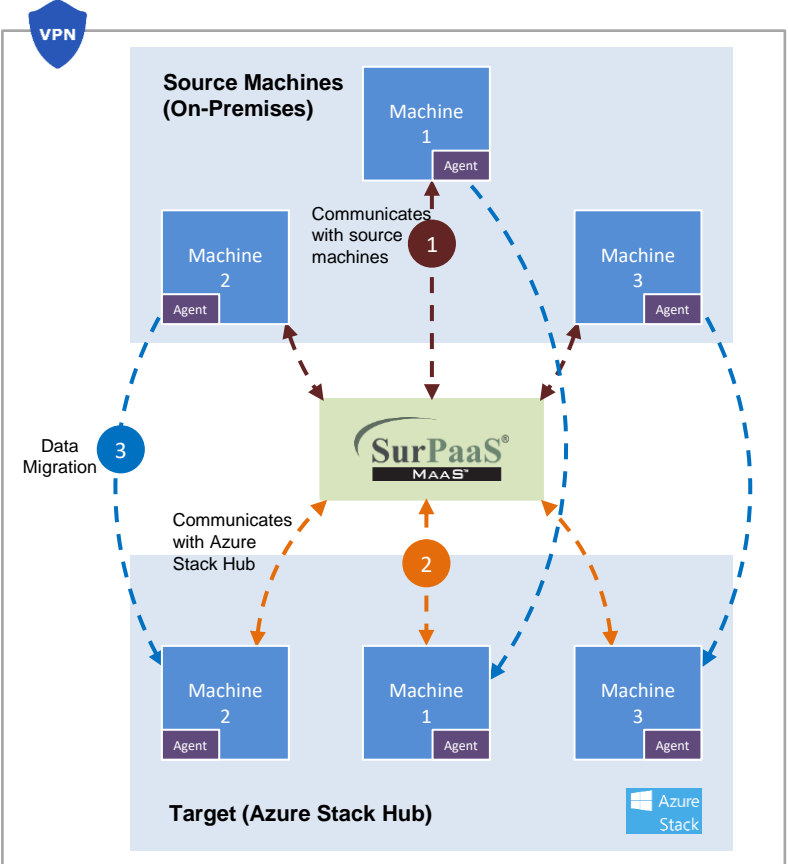 VPN
Source Machines
(On-Premises)
Machine
1
Agent
Communicates
with source
machines
1
Machine
2
Agent
Machine
3
Agent
SurPaaS®
MAAS™
Data
Migration
3
Communicates
with Azure
Stack Hub
2
Machine
2
Agent
Machine
1
Agent
Machine
3
Agent
Target (Azure Stack Hub)
Azure
Stack